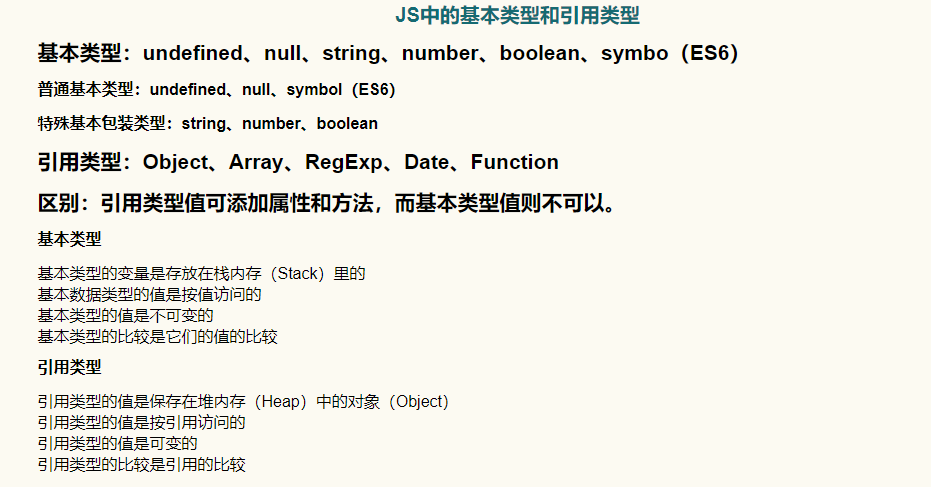 JS中的基本类型和引用类型
基本类型：undefined、null、string、number、boolean、symbo（ES6）
普通基本类型：undefined、null、symbol（ES6）
特殊基本包装类型：string、number、boolean
引用类型：Object、Array、RegExp、Date、Function
区别：引用类型值可添加属性和方法，而基本类型值则不可以。
基本类型
基本类型的变量是存放在栈内存（Stack）里的
基本数据类型的值是按值访问的
基本类型的值是不可变的
基本类型的比较是它们的值的比较
引用类型
引用类型的值是保存在堆内存（Heap）中的对象（Object）
引用类型的值是按引用访问的
引用类型的值是可变的
引用类型的比较是引用的比较